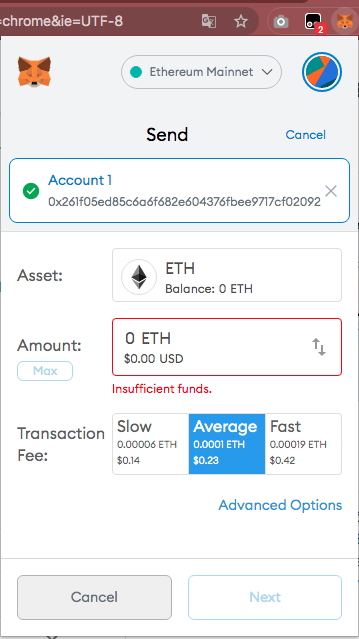 =chrome&ie=UTF-8
2
Ethereum Mainnet
Send
Cancel
Account 1
0x261f05ed85c6a6f682e604376fbee9717cf02092
Asset:
ETH
Balance: 0 ETH
Amount:
Max
0 ETH
$0.00 USD
Insufficient funds.
Transaction
Fee:
Slow
0.00006 ETH
$0.14
Average
0.0001 ETH
$0.23
Fast
0.00019 ETH
$0.42
Advanced Options
Cancel
Next